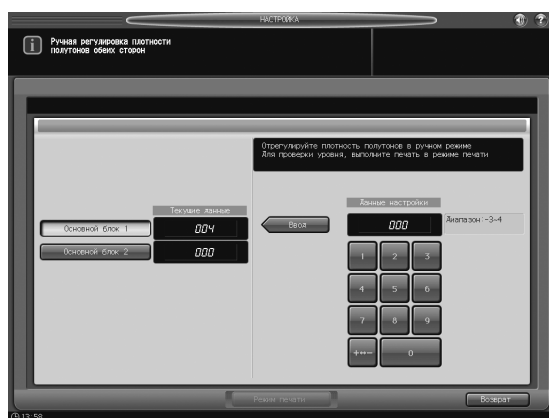 НАСТРОЙКА
Ручная регулировка плотности
полутонов обеих сторон
Отрегулируйте плотность полутонов в ручном режиме
Для проверки уровня, выполните печать в режиме печати
Текущие данные
Данные настройки
Основной блок 1
004
Ввод
000
Диапазон:-3~4
Основной блок 2
000
1
2
3
4
5
6
7
8
9
+↔-
0
Режим печати
Возврат
13:58